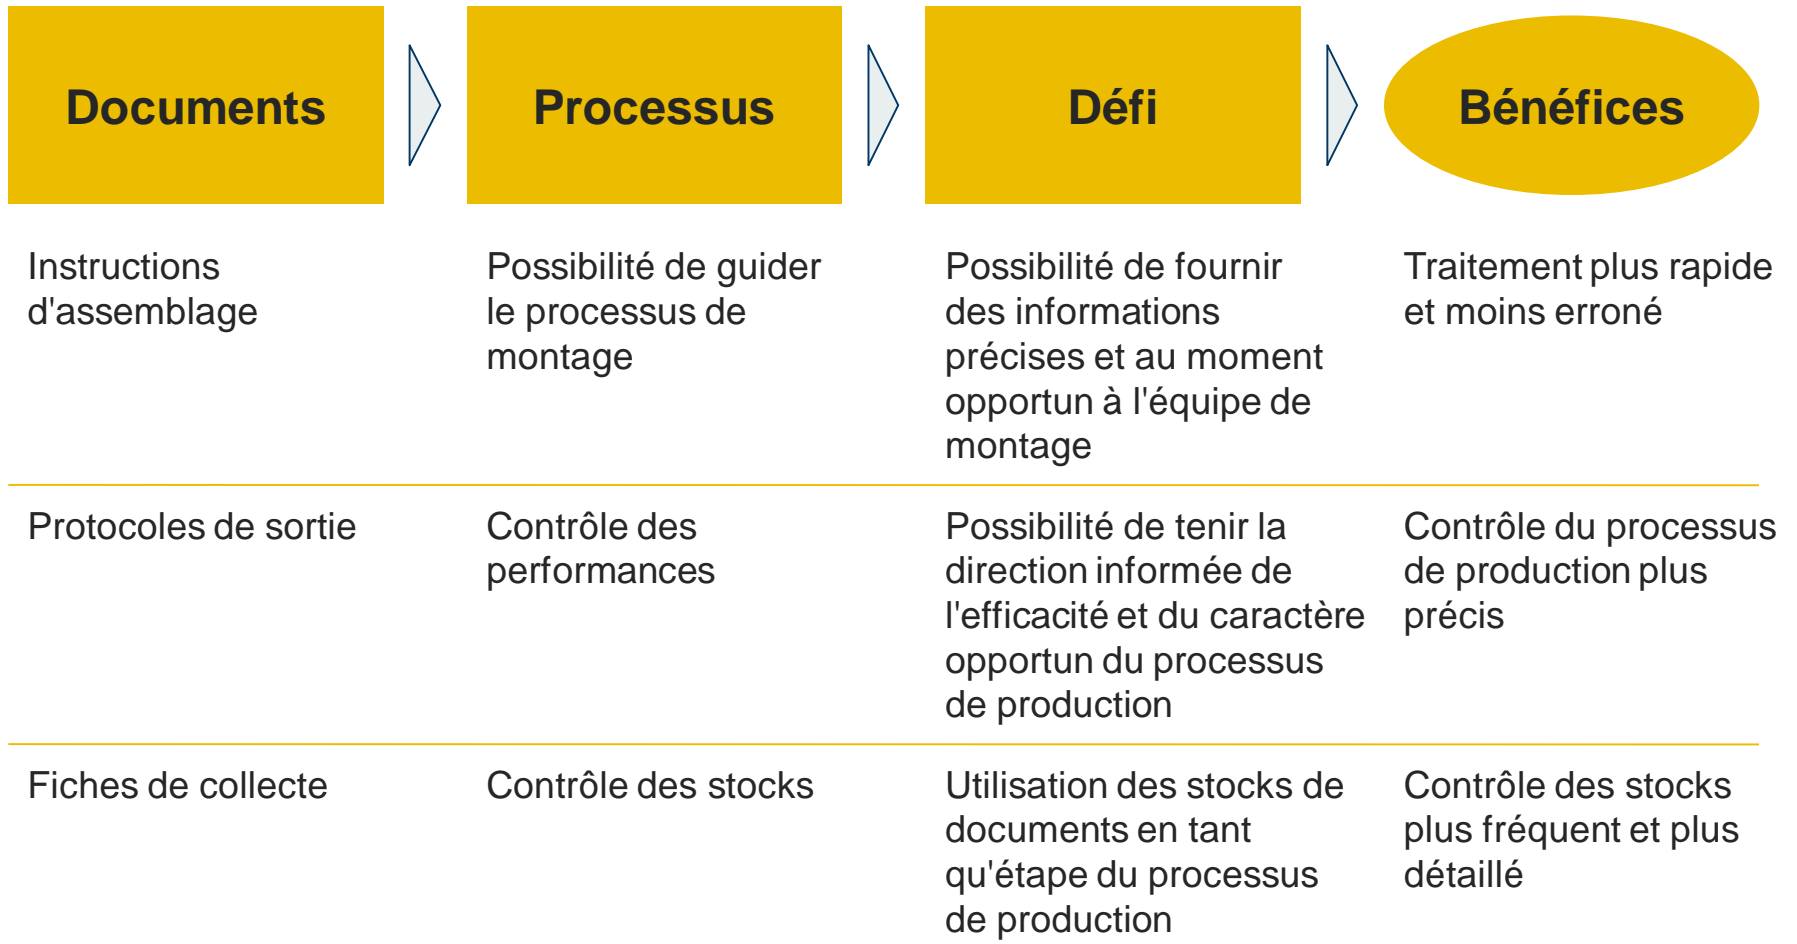 Documents
Processus
Défi
Bénéfices
Instructions
d'assemblage
Possibilité de guider
le processus de
montage
Possibilité de fournir
des informations
précises et au moment
opportun à l'équipe de
montage
Traitement plus rapide
et moins erroné
Protocoles de sortie
Contrôle des
performances
Possibilité de tenir la
direction informée de
l'efficacité et du caractère
opportun du processus
de production
Contrôle du processus
de production plus
précis
Fiches de collecte
Contrôle des stocks
Utilisation des stocks de
documents en tant
qu'étape du processus
de production
Contrôle des stocks
plus fréquent et plus
détaillé